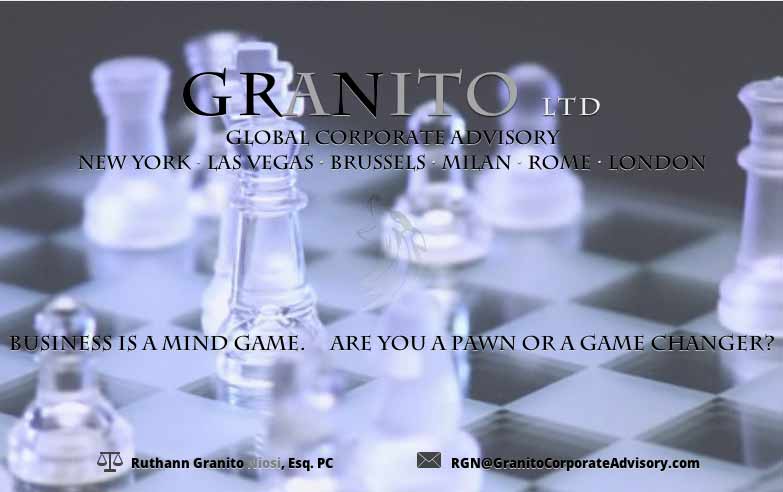 GRANITO LTD
GLOBAL CORPORATE ADVISORY
NEW YORK - LAS VEGAS - BRUSSELS - MILAN - ROME · LONDON
BUSINESS IS A MIND GAME. ARE YOU A PAWN OR A GAME CHANGER?
Ruthann Granito Niosi, Esq. PC
RGN@GranitoCorporateAdvisory.com